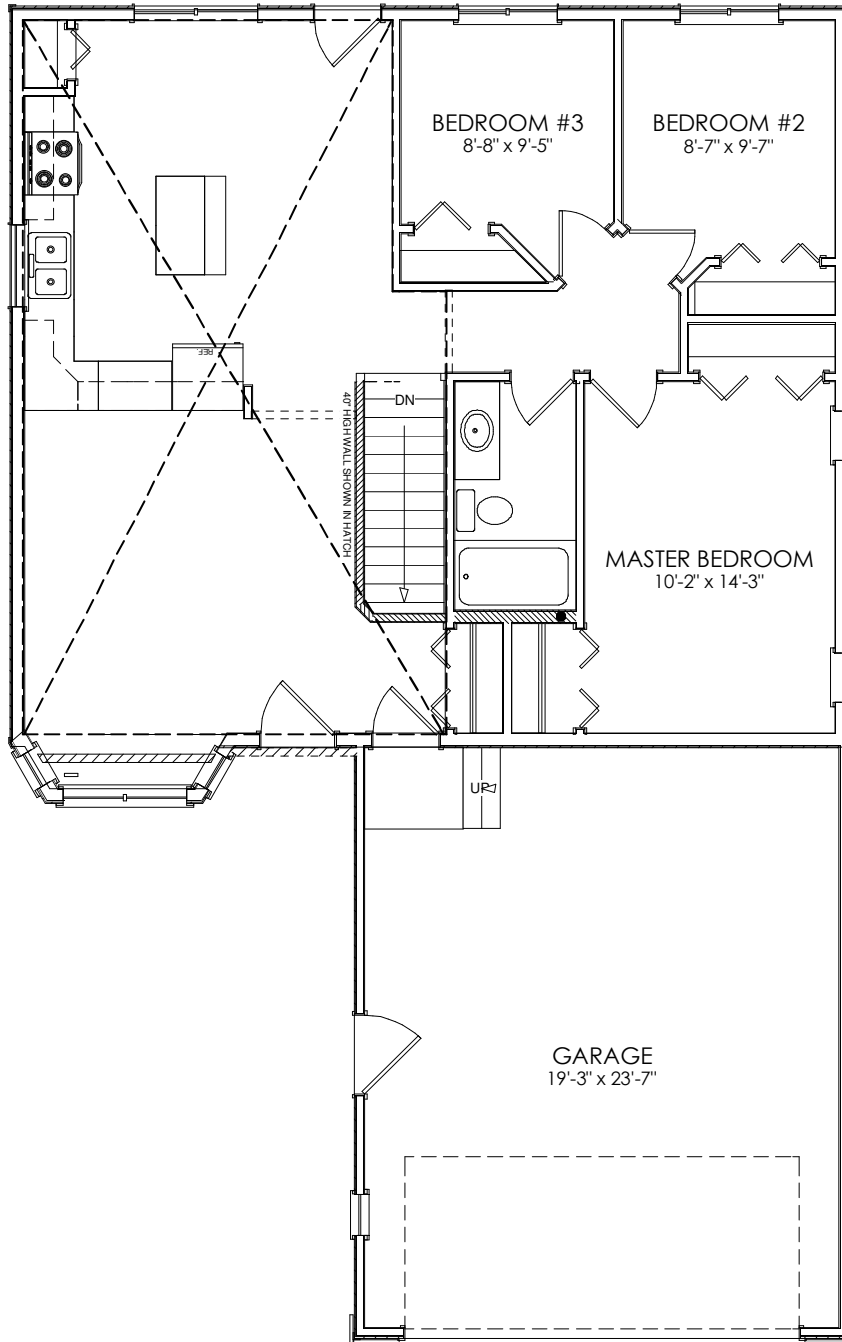 BEDROOM #3
8'-8" x 9'-5"
BEDROOM #2
8'-7" x 9'-7"
REF.
DN
40" HIGH WALL SHOWN IN HATCH
MASTER BEDROOM
10'-2" x 14'-3"
UP
GARAGE
19'-3" x 23'-7"